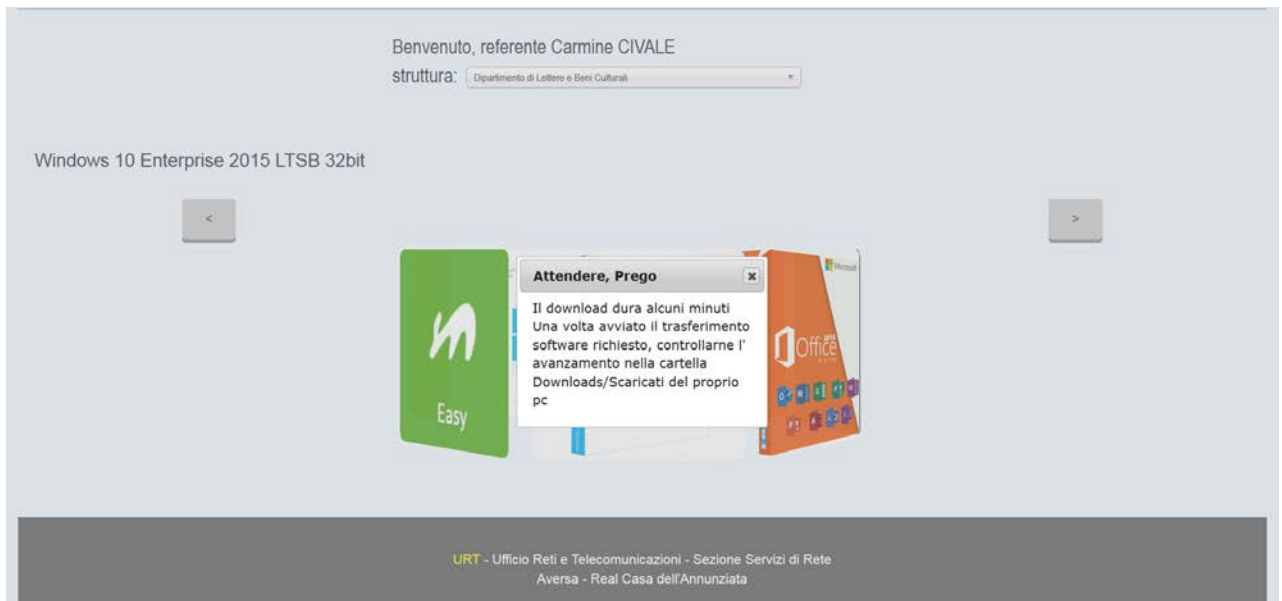 Benvenuto, referente Carmine CIVALE
struttura: Dipartimento di Lettere e Beni Culturali
Windows 10 Enterprise 2015 LTSB 32bit
< >
Attendere, Prego
Il download dura alcuni minuti
Una volta avviato il trasferimento
software richiesto, controllarne l'
avanzamento nella cartella
Downloads/Scaricati del proprio
pc
Easy
Microsoft
Office
URT - Ufficio Reti e Telecomunicazioni - Sezione Servizi di Rete
Aversa - Real Casa dell'Annunziata